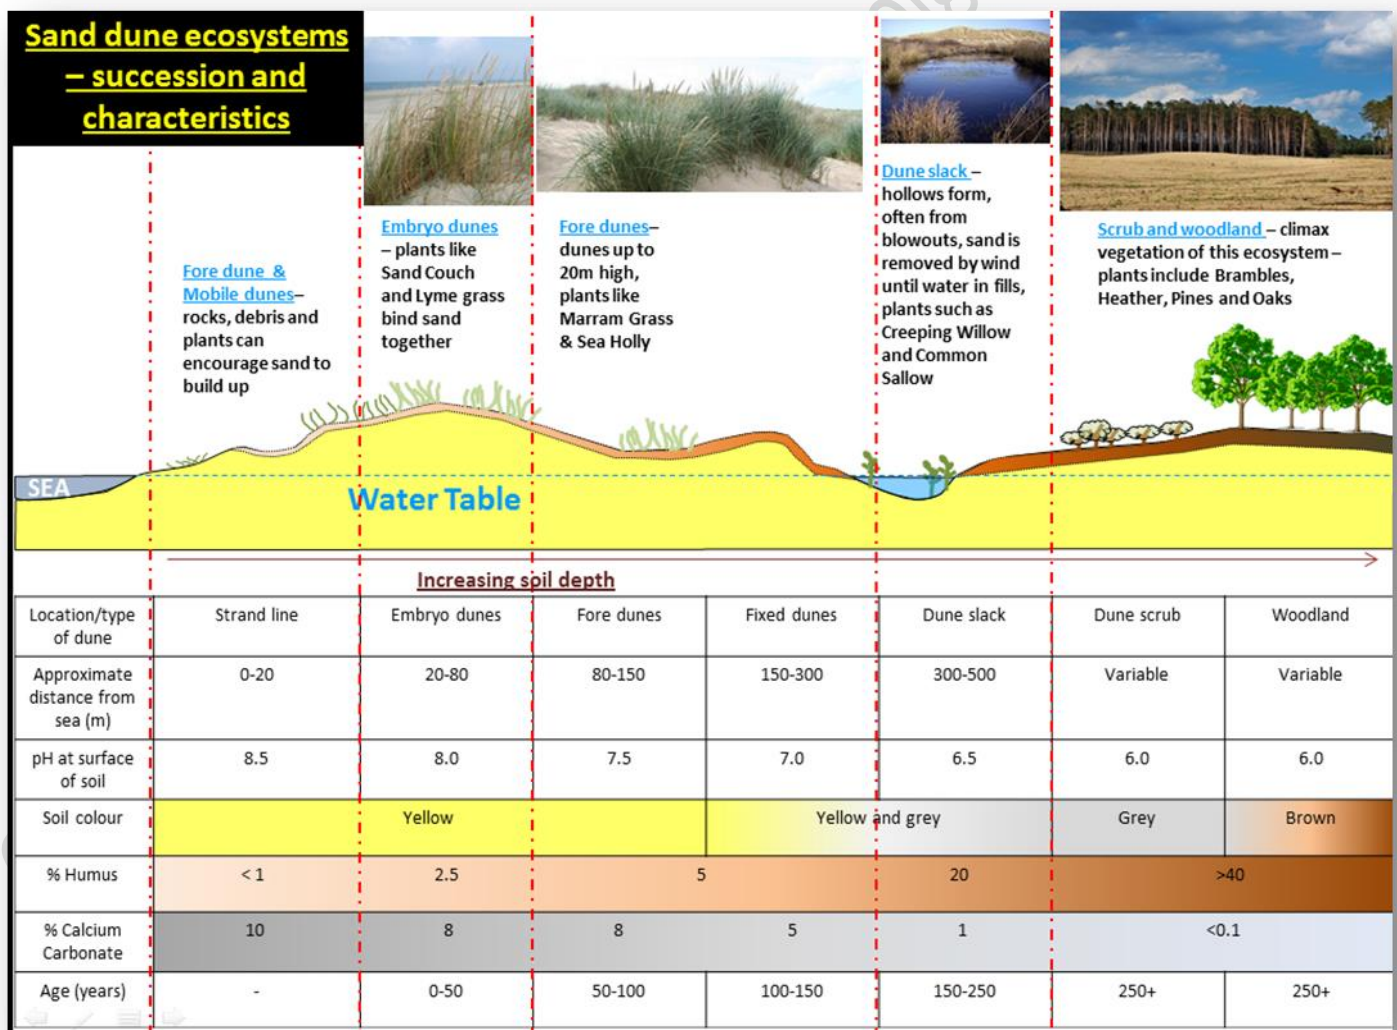 Sand dune ecosystems
– succession and
characteristics
Fore dune &
Mobile dunes–
rocks, debris and
plants can
encourage sand to
build up
Embryo dunes
– plants like
Sand Couch
and Lyme grass
bind sand
together
Fore dunes–
dunes up to
20m high,
plants like
Marram Grass
& Sea Holly
Dune slack –
hollows form,
often from
blowouts, sand is
removed by wind
until water in fills,
plants such as
Creeping Willow
and Common
Sallow
Scrub and woodland – climax
vegetation of this ecosystem –
plants include Brambles,
Heather, Pines and Oaks
SEA
Water Table
Increasing soil depth
Location/type
of dune
Strand line
Embryo dunes
Fore dunes
Fixed dunes
Dune slack
Dune scrub
Woodland
Approximate
distance from
sea (m)
0-20
20-80
80-150
150-300
300-500
Variable
Variable
pH at surface
of soil
8.5
8.0
7.5
7.0
6.5
6.0
6.0
Soil colour
Yellow
Yellow and grey
Grey
Brown
% Humus
< 1
2.5
5
20
>40
% Calcium
Carbonate
10
8
8
5
1
<0.1
Age (years)
-
0-50
50-100
100-150
150-250
250+
250+